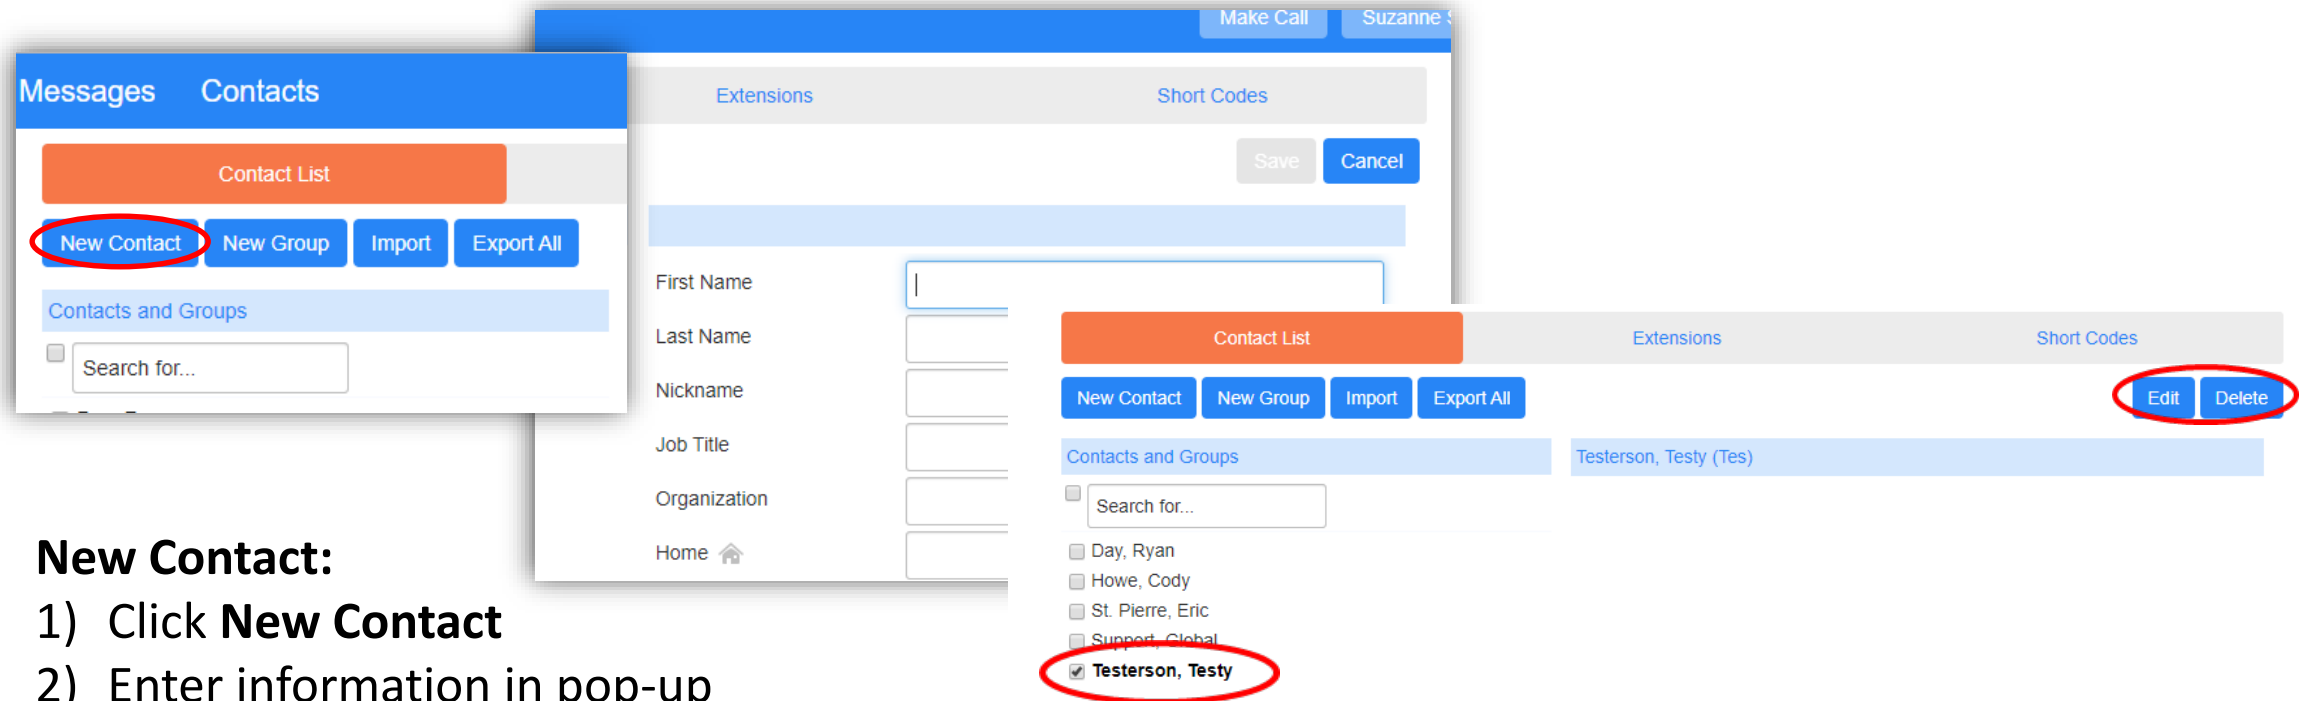 Messages Contacts
Contact List
New Contact New Group Import Export All
Contacts and Groups
Search for...
Make Call Suzanne
Extensions Short Codes
Save Cancel
First Name
Last Name
Nickname
Job Title
Organization
Home
Contact List Extensions Short Codes
New Contact New Group Import Export All Edit Delete
Contacts and Groups Testerson, Testy (Tes)
Search for...
Day, Ryan
Howe, Cody
St. Pierre, Eric
Support, Global
Testerson, Testy
New Contact:
1) Click New Contact
2) Enter information in pop-up